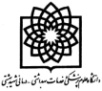 دانشگاه علوم پزشکی و خدمات بهداشتی ، درمانی شهید بهشتی